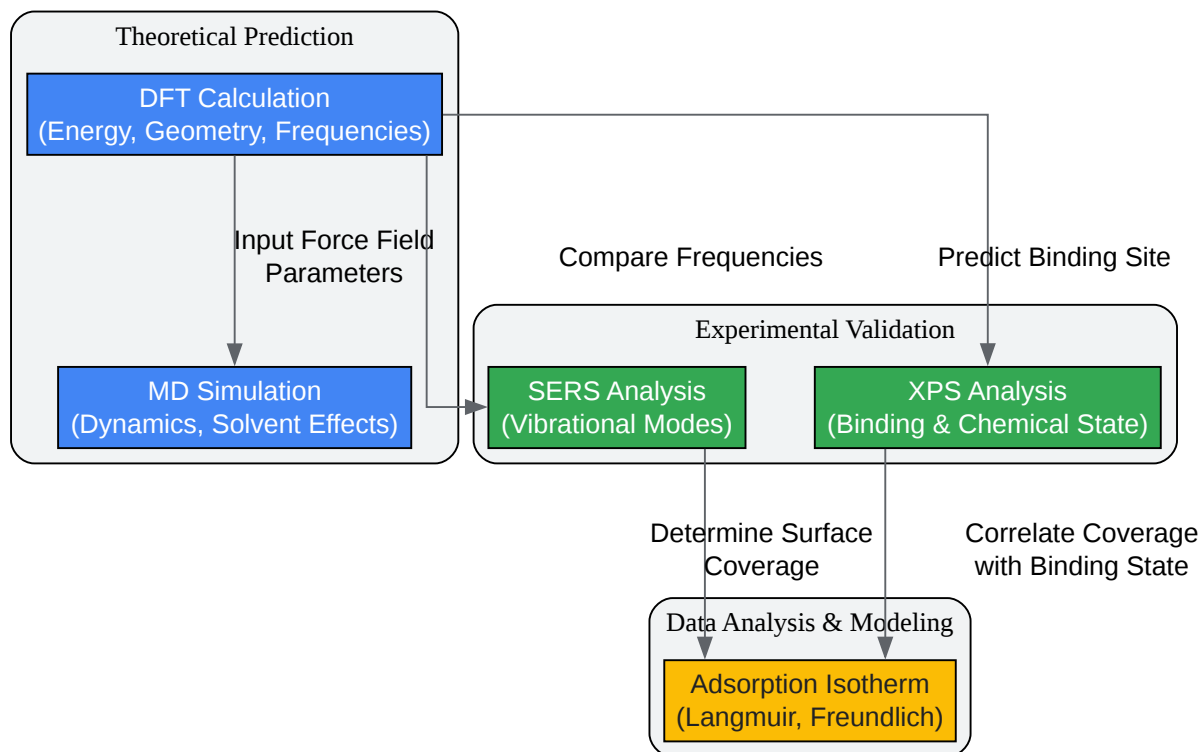 Theoretical Prediction
DFT Calculation
(Energy, Geometry, Frequencies)
Input Force Field
Parameters
Compare Frequencies
Predict Binding Site
Experimental Validation
MD Simulation
(Dynamics, Solvent Effects)
SERS Analysis
(Vibrational Modes)
XPS Analysis
(Binding & Chemical State)
Determine Surface
Coverage
Correlate Coverage
with Binding State
Data Analysis & Modeling
Adsorption Isotherm
(Langmuir, Freundlich)